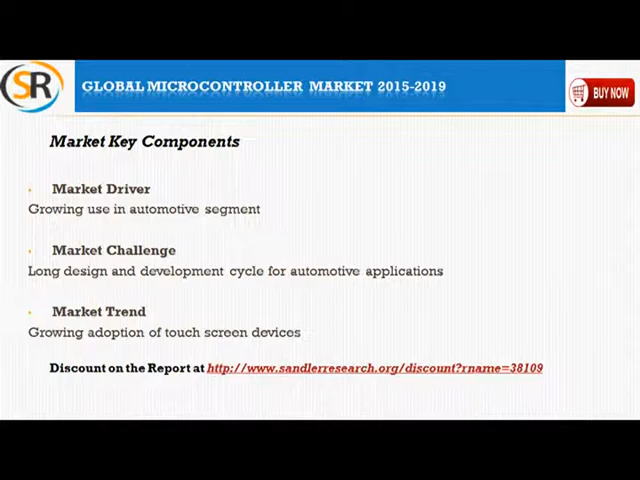 SR
GLOBAL MICROCONTROLLER MARKET 2015-2019
BUY NOW
Market Key Components
Market Driver
Growing use in automotive segment
Market Challenge
Long design and development cycle for automotive applications
Market Trend
Growing adoption of touch screen devices
Discount on the Report at http://www.sandlerresearch.org/discount?rname=38109